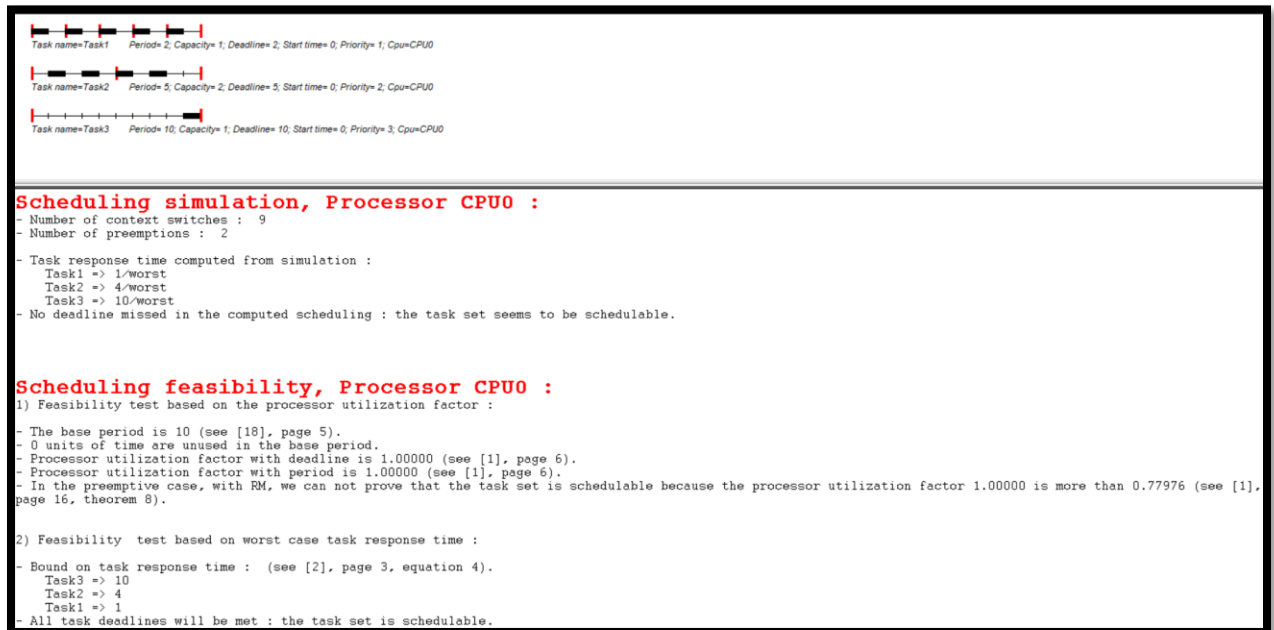 Task name=Task1 Period= 2; Capacity= 1; Deadline= 2; Start time= 0; Priority= 1; Cpu=CPU0
Task name=Task2 Period= 5; Capacity= 2; Deadline= 5; Start time= 0; Priority= 2; Cpu=CPU0
Task name=Task3 Period= 10; Capacity= 1; Deadline= 10; Start time= 0; Priority= 3; Cpu=CPU0
Scheduling simulation, Processor CPU0 :
- Number of context switches : 9
- Number of preemptions : 2
- Task response time computed from simulation :
Task1 => 1/worst
Task2 => 4/worst
Task3 => 10/worst
- No deadline missed in the computed scheduling : the task set seems to be schedulable.
Scheduling feasibility, Processor CPU0 :
1) Feasibility test based on the processor utilization factor :
- The base period is 10 (see [18], page 5).
- 0 units of time are unused in the base period.
- Processor utilization factor with deadline is 1.00000 (see [1], page 6).
- Processor utilization factor with period is 1.00000 (see [1], page 6).
- In the preemptive case, with RM, we can not prove that the task set is schedulable because the processor utilization factor 1.00000 is more than 0.77976 (see [1],
page 16, theorem 8).
2) Feasibility test based on worst case task response time :
- Bound on task response time : (see [2], page 3, equation 4).
Task3 => 10
Task2 => 4
Task1 => 1
- All task deadlines will be met : the task set is schedulable.